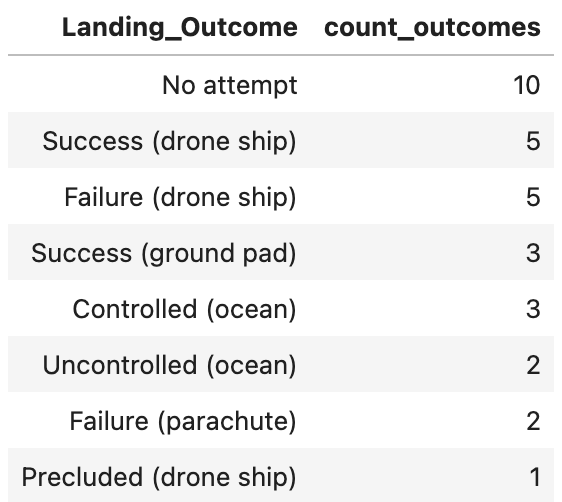 Landing_Outcome count_outcomes
No attempt 10
Success (drone ship) 5
Failure (drone ship) 5
Success (ground pad) 3
Controlled (ocean) 3
Uncontrolled (ocean) 2
Failure (parachute) 2
Precluded (drone ship) 1